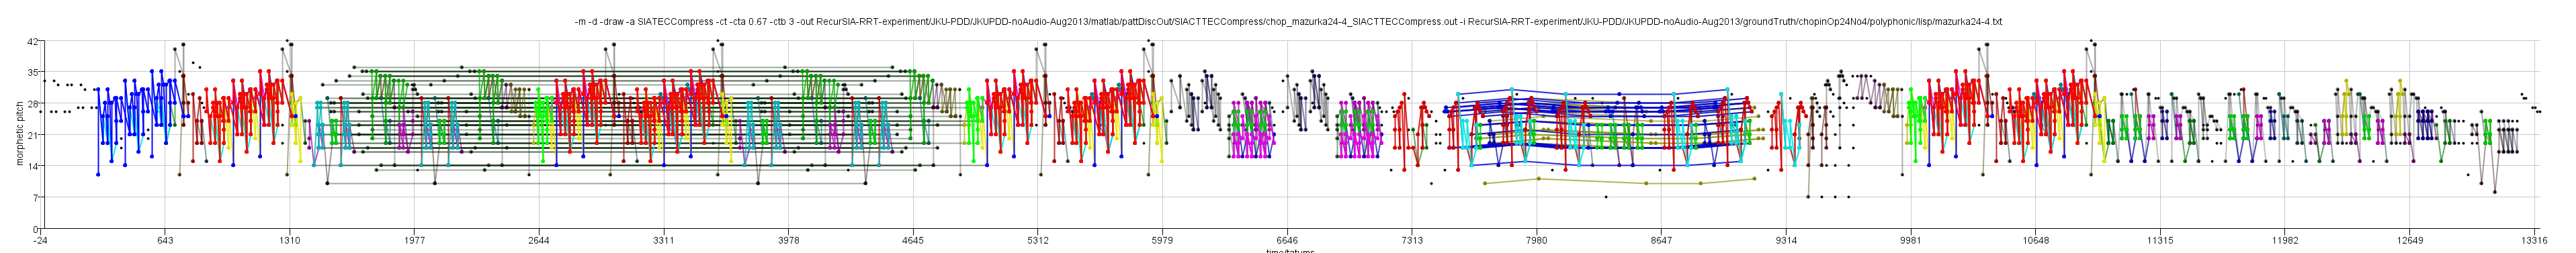 -m -d -draw -a SIATECCompress -ct -cta 0.67 -ctb 3 -out RecurSIA-RRT-experiment/JKU-PDD/JKUPDD-noAudio-Aug2013/matlab/pattDiscOut/SIACTTECCompress/chop_mazurka24-4_SIACTTECCompress.out -i RecurSIA-RRT-experiment/JKU-PDD/JKUPDD-noAudio-Aug2013/groundTruth/chopinOp24No4/polyphonic/lisp/mazurka24-4.txt
42
35
28
21
14
7
0
morphetic pitch
-24 643 1310 1977 2644 3311 3978 4645 5312 5979 6646 7313 7980 8647 9314 9981 10648 11315 11982 12649 13316
time/tatums